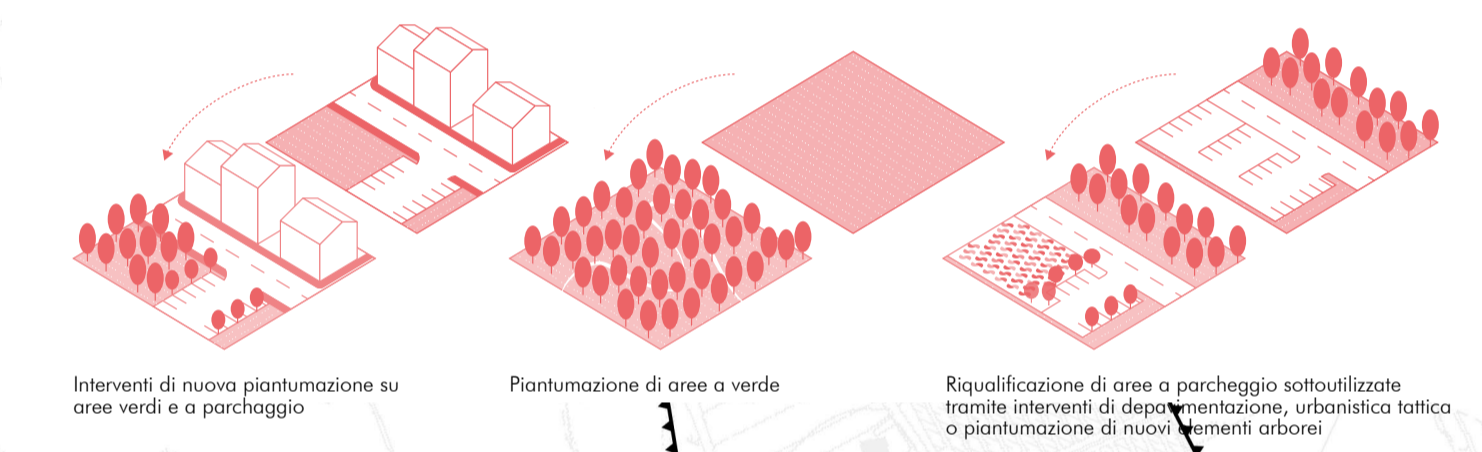 Interventi di nuova piantumazione su
aree verdi e a parchaggio
Piantumazione di aree a verde
Riqualificazione di aree a parcheggio sottoutilizzate
tramite interventi di depavimentazione, urbanistica tattica
o piantumazione di nuovi elementi arborei